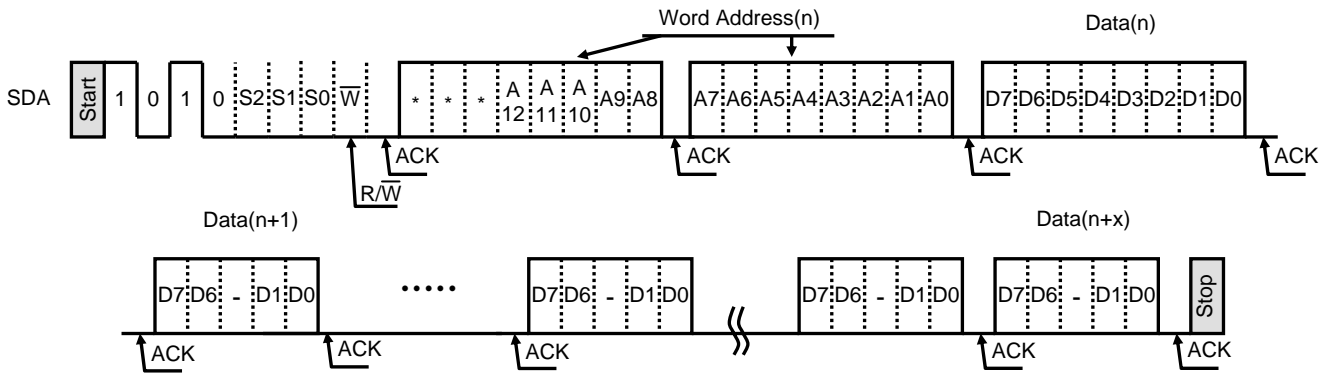 Word Address(n) Data(n)
SDA Start 1 0 1 0 S2 S1 S0 W̅ * * * A12 A11 A10 A9 A8 A7 A6 A5 A4 A3 A2 A1 A0 D7 D6 D5 D4 D3 D2 D1 D0
ACK ACK ACK ACK
R/W̅
Data(n+1) Data(n+x)
D7 D6 - D1 D0 ••••• D7 D6 - D1 D0 D7 D6 - D1 D0 D7 D6 - D1 D0 Stop
ACK ACK ACK ACK ACK